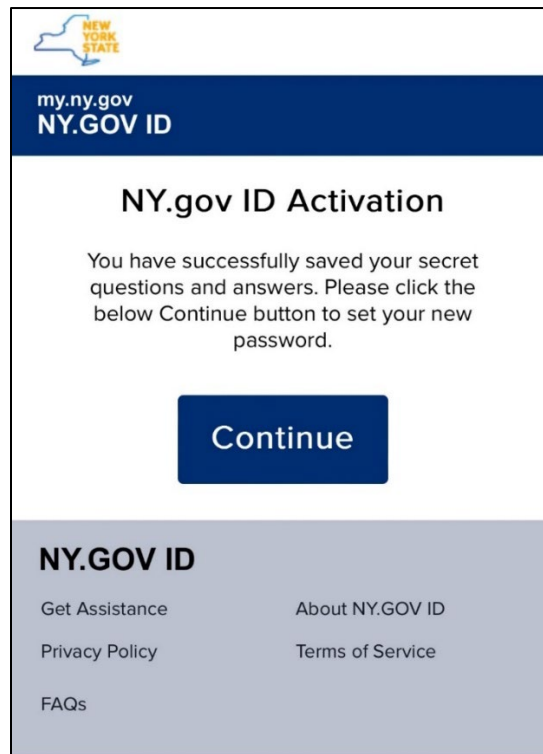 NEW
YORK
STATE
my.ny.gov
NY.GOV ID
NY.gov ID Activation
You have successfully saved your secret
questions and answers. Please click the
below Continue button to set your new
password.
Continue
NY.GOV ID
Get Assistance
About NY.GOV ID
Privacy Policy
Terms of Service
FAQs